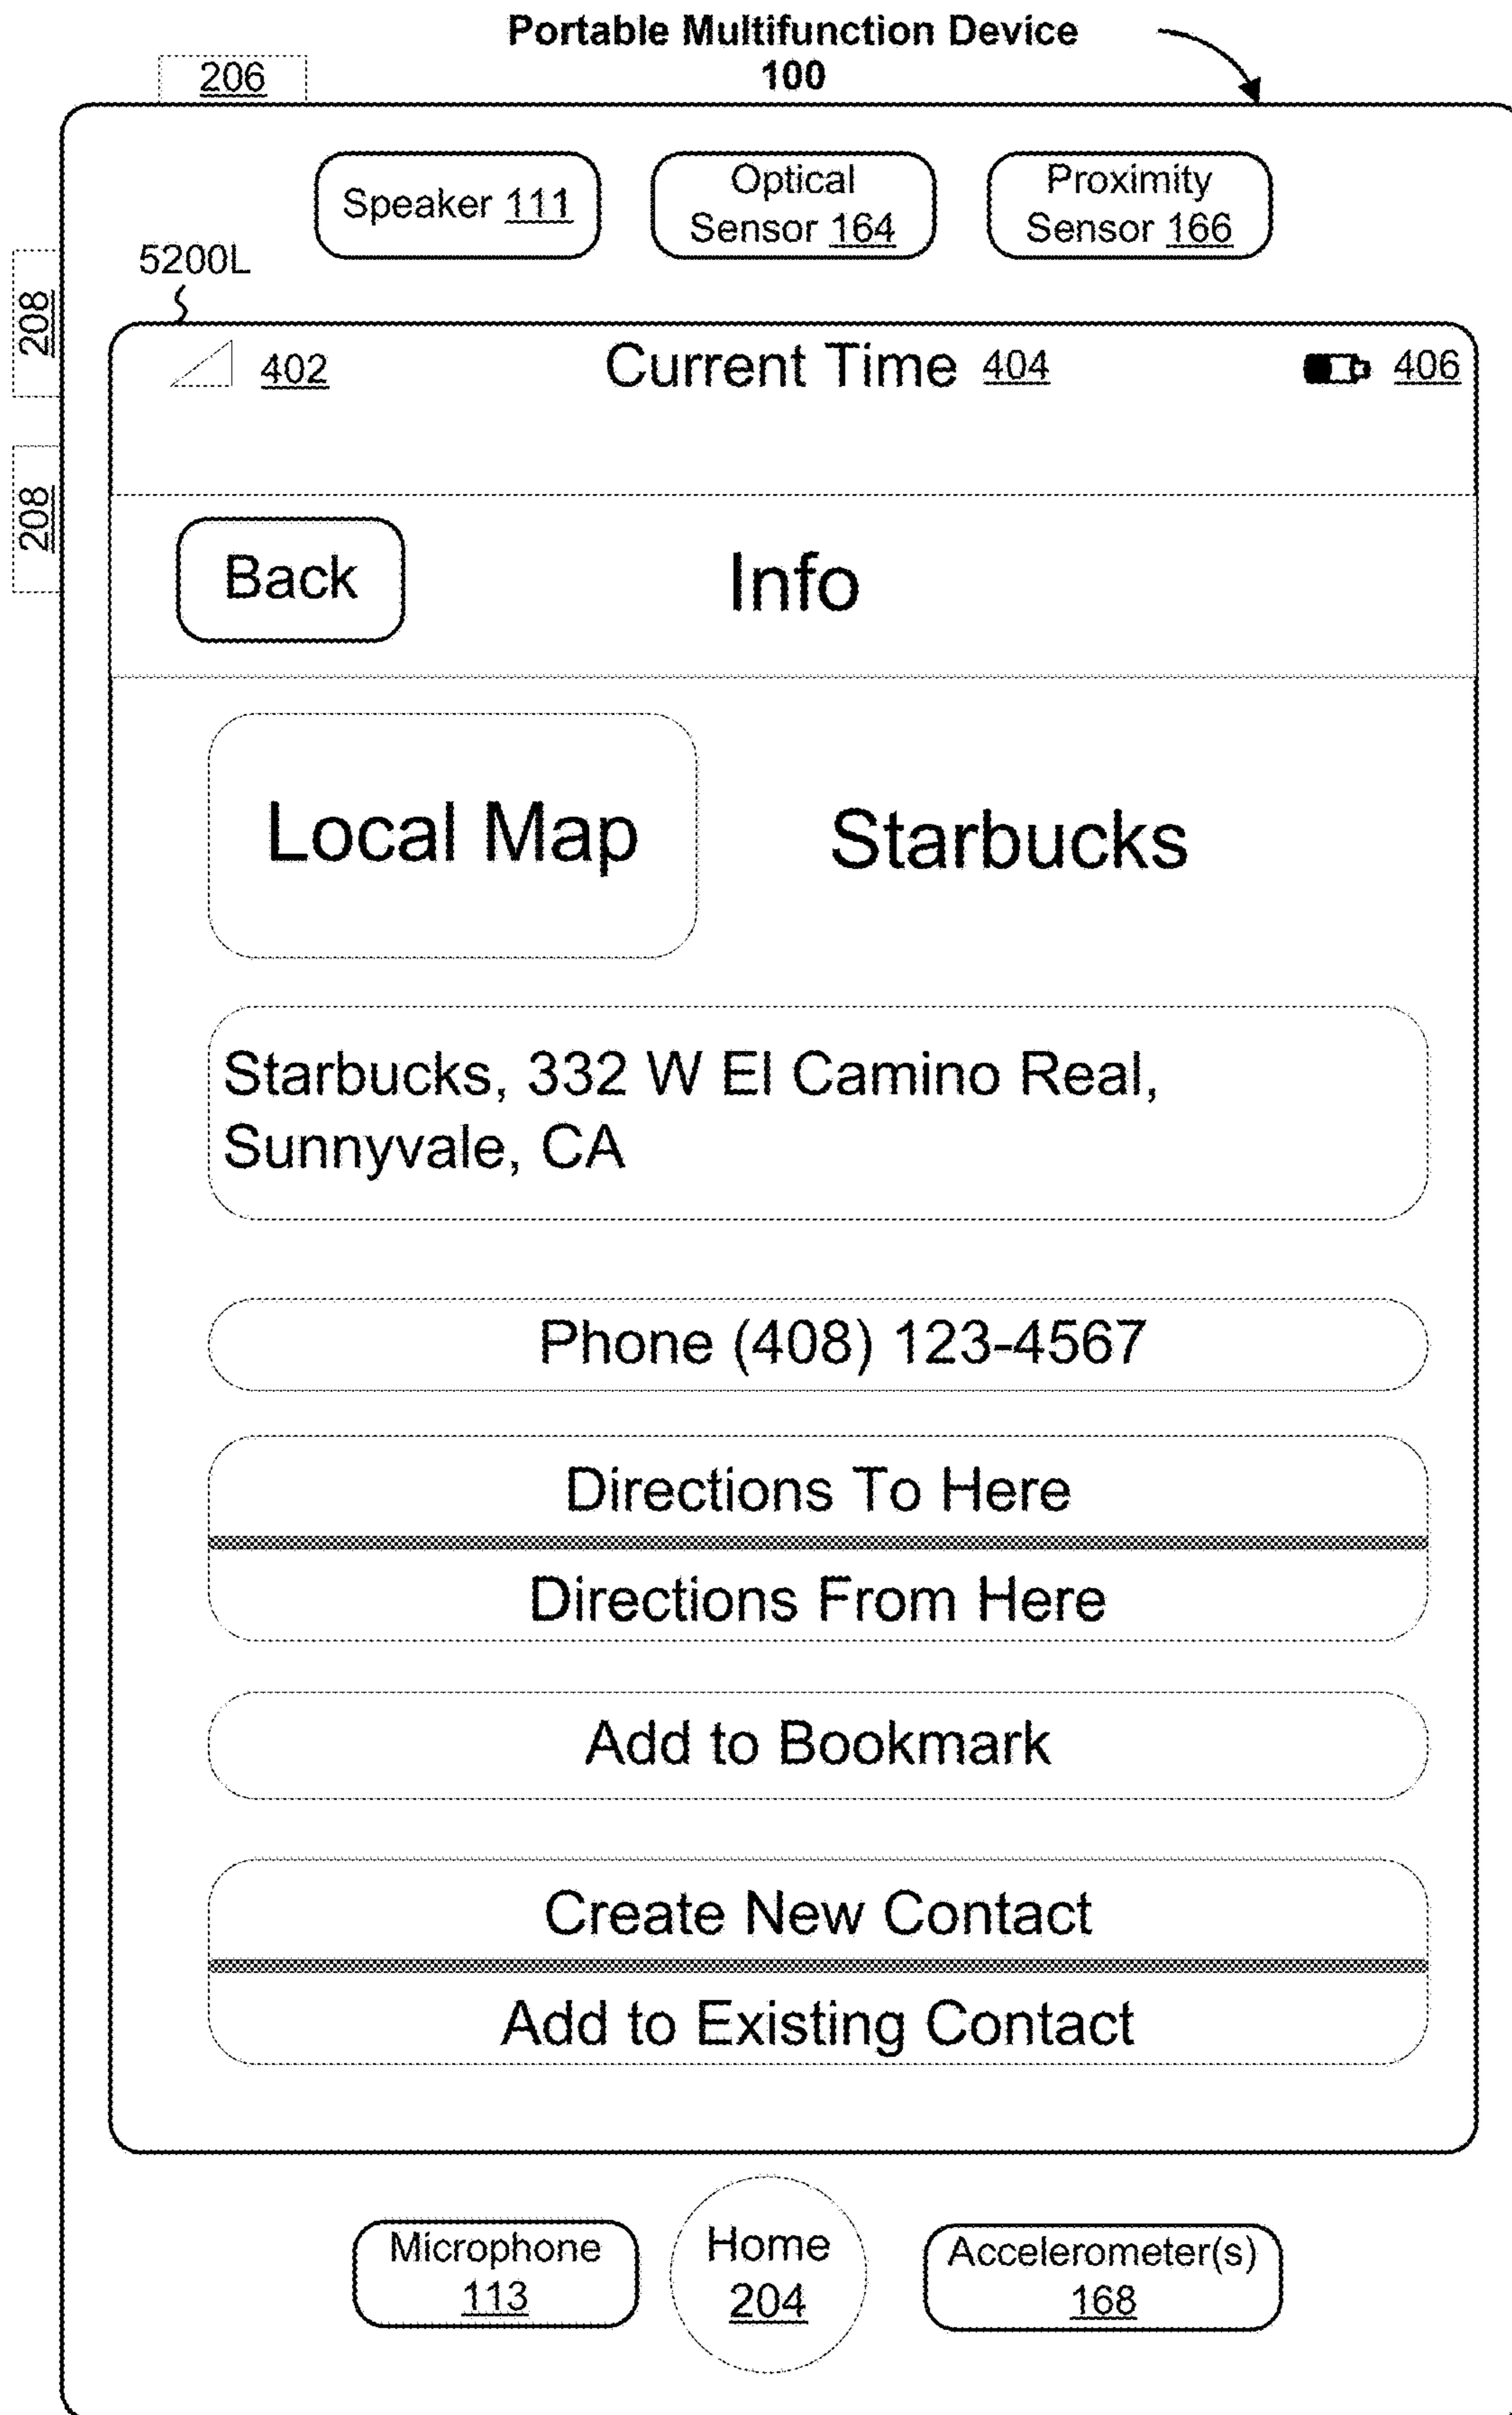 Portable Multifunction Device
100
206
Speaker 111
Optical
Sensor 164
Proximity
Sensor 166
5200L
208
208
402
Current Time 404
406
Back
Info
Local Map
Starbucks
Starbucks, 332 W El Camino Real,
Sunnyvale, CA
Phone (408) 123-4567
Directions To Here
Directions From Here
Add to Bookmark
Create New Contact
Add to Existing Contact
Microphone
113
Home
204
Accelerometer(s)
168